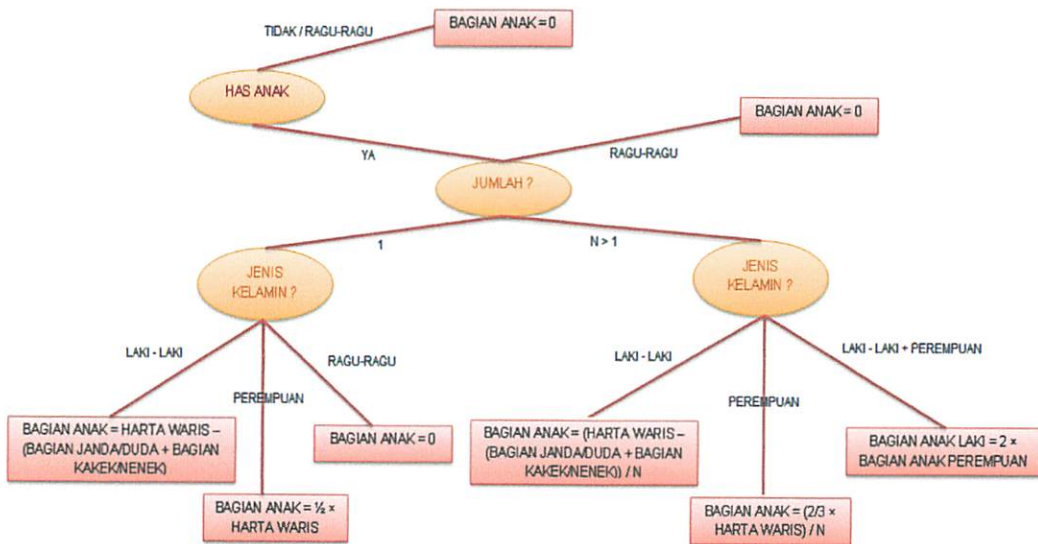 BAGIAN ANAK = 0
TIDAK / RAGU-RAGU
HAS ANAK
BAGIAN ANAK = 0
YA
RAGU-RAGU
JUMLAH ?
1
N > 1
JENIS
KELAMIN ?
JENIS
KELAMIN ?
LAKI - LAKI
RAGU-RAGU
PEREMPUAN
LAKI - LAKI
LAKI - LAKI + PEREMPUAN
PEREMPUAN
BAGIAN ANAK = HARTA WARIS –
(BAGIAN JANDA/DUDA + BAGIAN
KAKEK/NENEK)
BAGIAN ANAK = 0
BAGIAN ANAK = (HARTA WARIS –
(BAGIAN JANDA/DUDA + BAGIAN
KAKEK/NENEK)) / N
BAGIAN ANAK LAKI = 2 ×
BAGIAN ANAK PEREMPUAN
BAGIAN ANAK = ½ ×
HARTA WARIS
BAGIAN ANAK = (2/3 ×
HARTA WARIS) / N